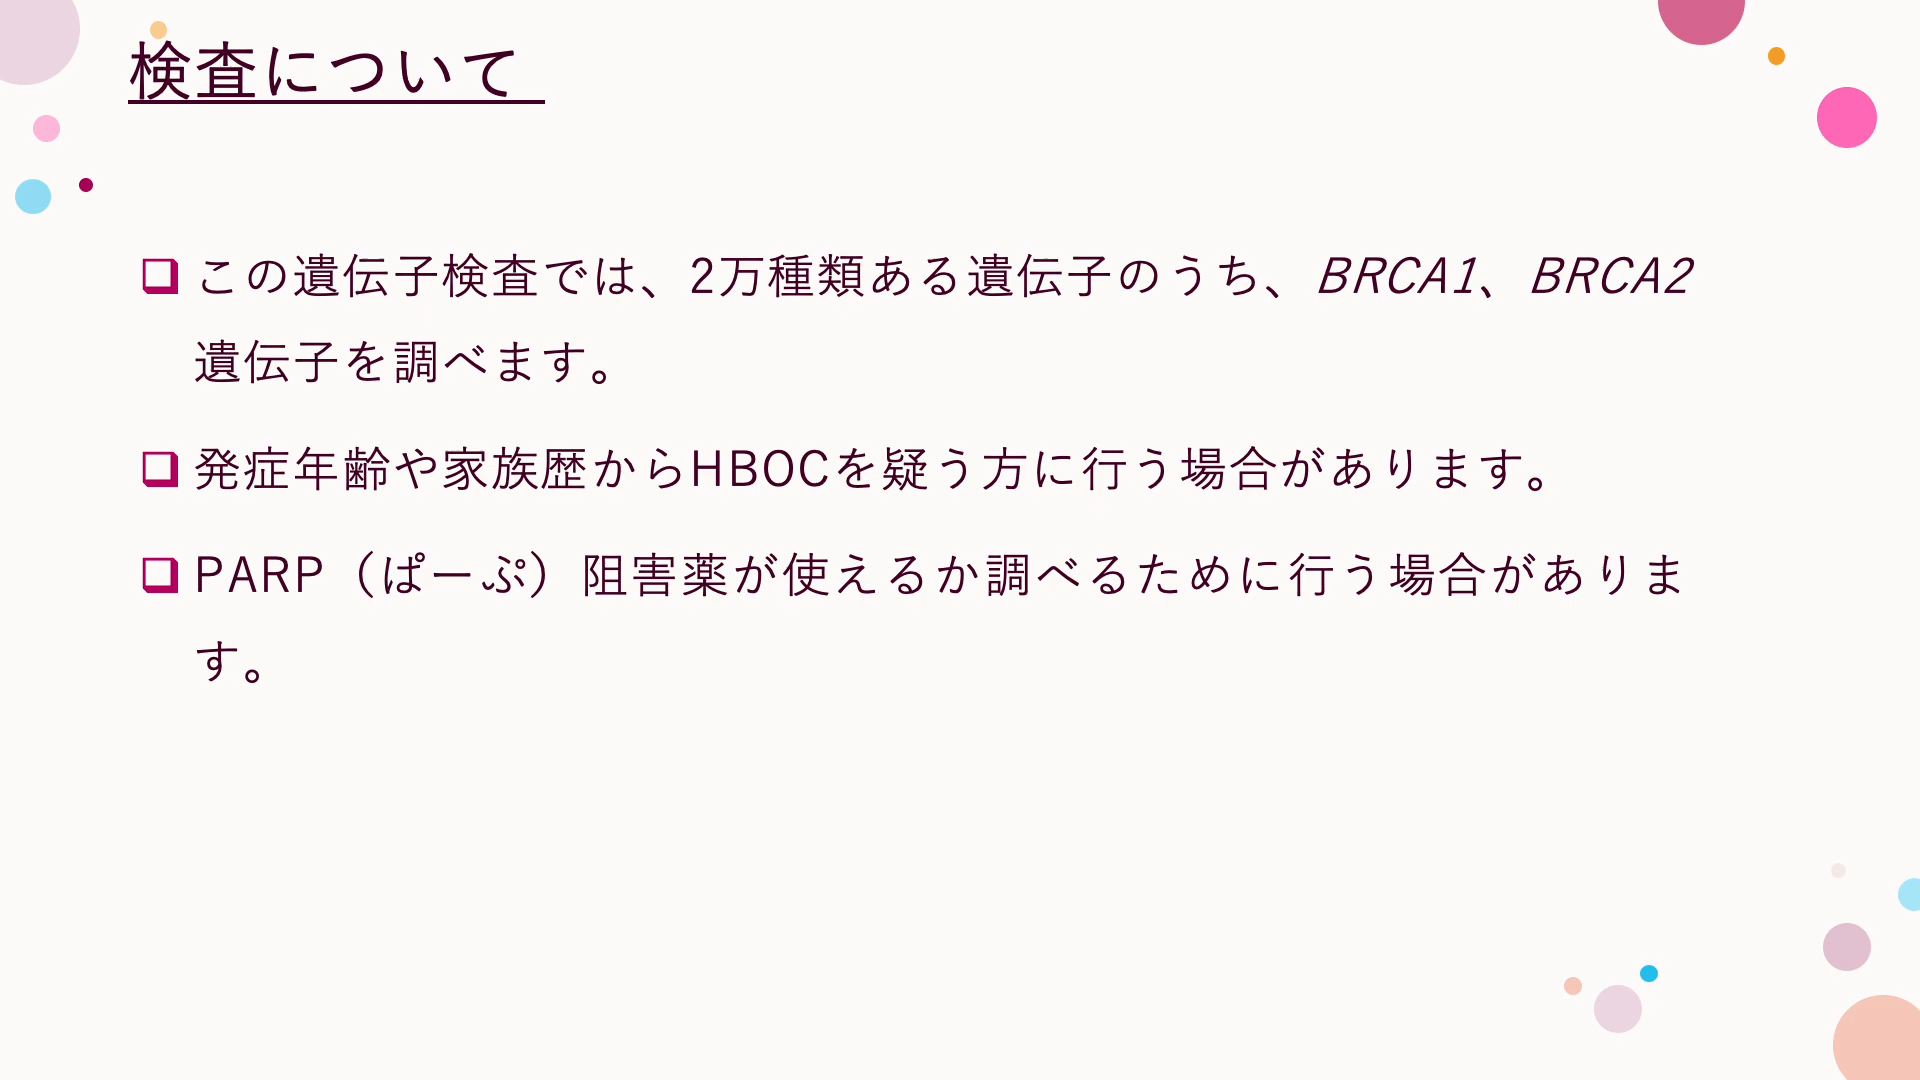 検査について
❑この遺伝子検査では、2万種類ある遺伝子のうち、BRCA1、BRCA2
遺伝子を調べます。
❑発症年齢や家族歴からHBOCを疑う方に行う場合があります。
❑PARP（ぱーぷ）阻害薬が使えるか調べるために行う場合がありま
す。